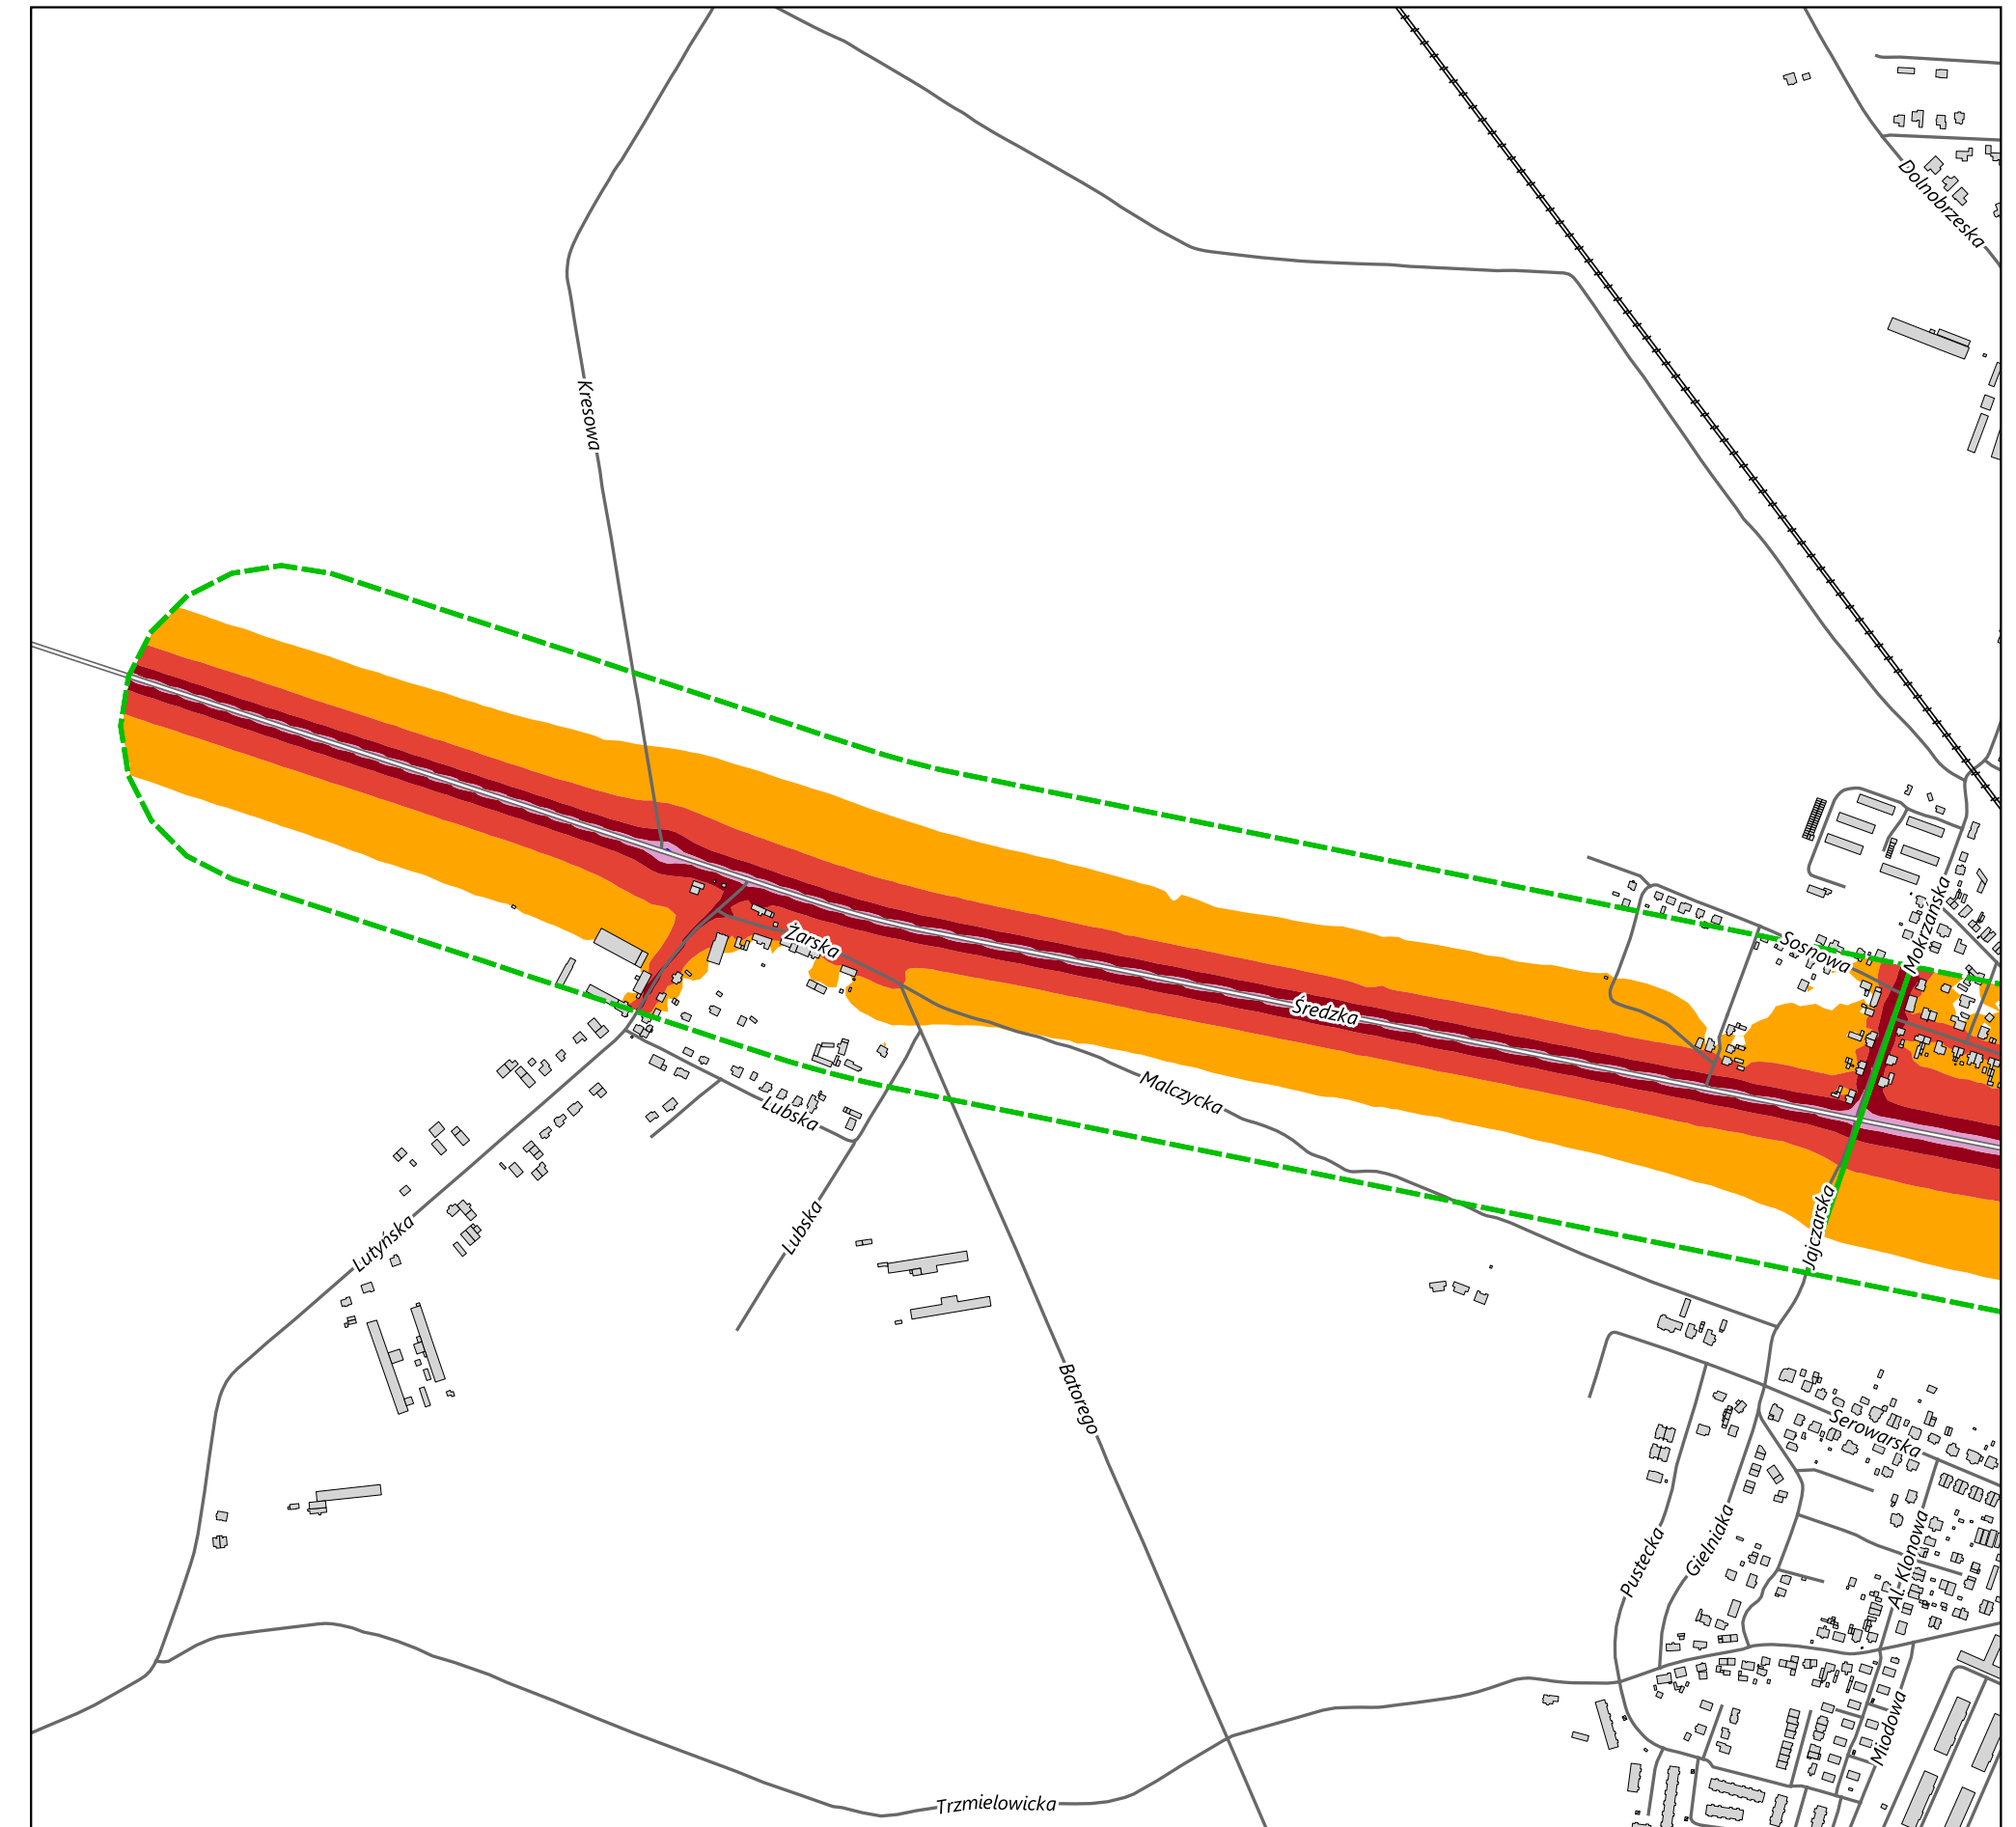 Dolnobrzeska
Kresowa
Mokrzańska
Sosnowa
Żarska
Średzka
Malczycka
Lubska
Lubska
Lutyńska
Jajczarska
Batorego
Serowarska
Pustecka
Gielniaka
Al-Klonowa
Miodowa
Trzmielowicka